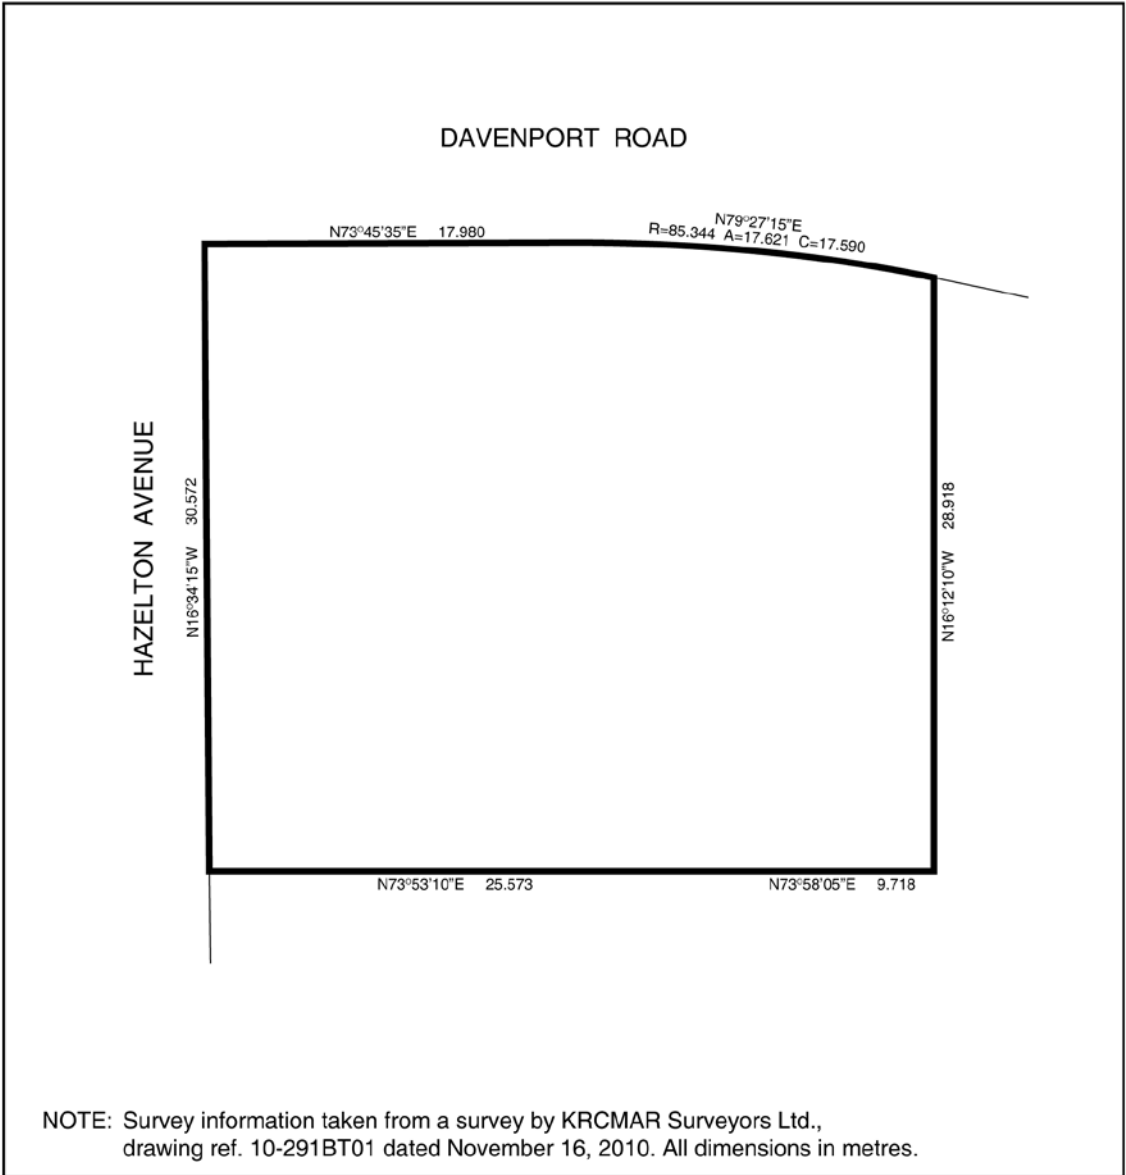 DAVENPORT ROAD
N73°45'35"E 17.980
N79°27'15"E
R=85.344 A=17.621 C=17.590
HAZELTON AVENUE
N16°34'15"W 30.572
N16°12'10"W 28.918
N73°53'10"E 25.573
N73°58'05"E 9.718
NOTE: Survey information taken from a survey by KRCMAR Surveyors Ltd.,
drawing ref. 10-291BT01 dated November 16, 2010. All dimensions in metres.